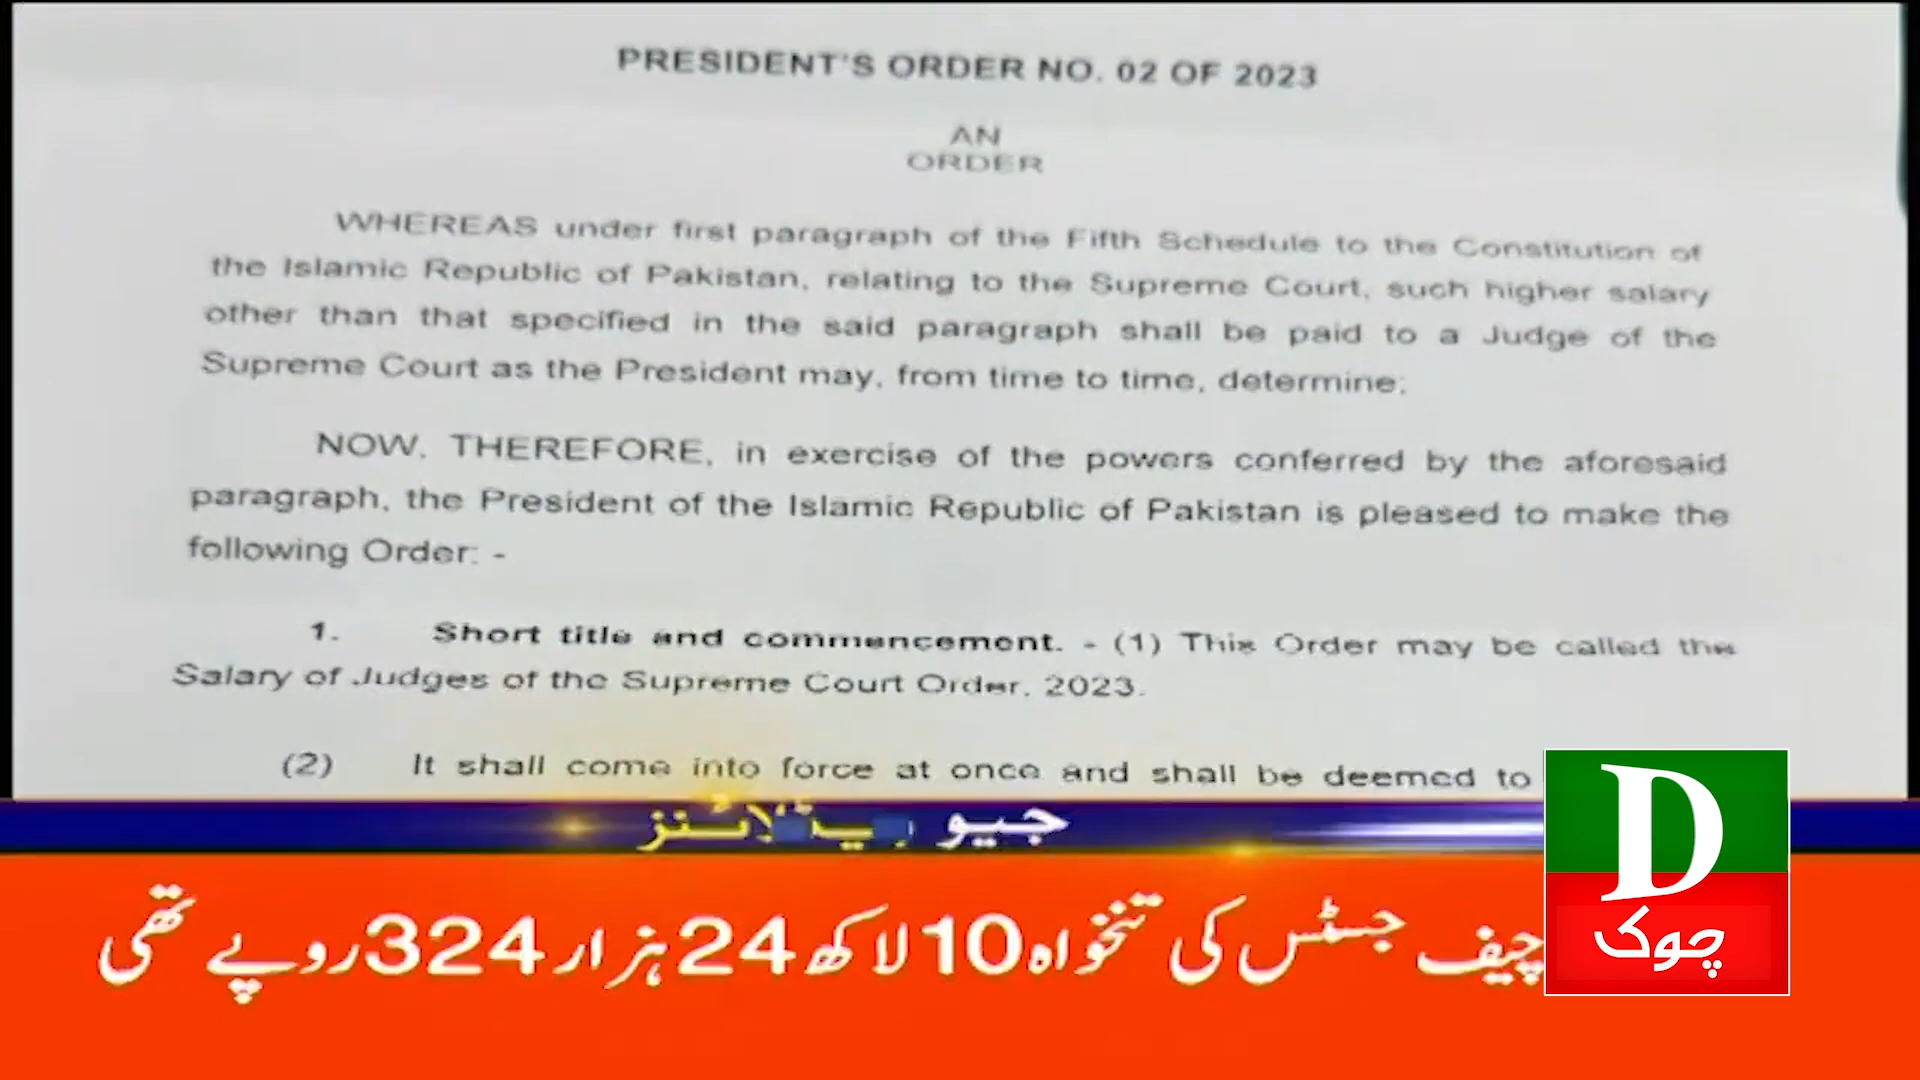 PRESIDENT'S ORDER NO. 02 OF 2023
AN
ORDER
WHEREAS under first paragraph of the Fifth Schedule to the Constitution of
the Islamic Republic of Pakistan, relating to the Supreme Court, such higher salary
other than that specified in the said paragraph shall be paid to a Judge of the
Supreme Court as the President may, from time to time, determine;
NOW, THEREFORE, in exercise of the powers conferred by the aforesaid
paragraph, the President of the Islamic Republic of Pakistan is pleased to make the
following Order: -
1. Short title and commencement. - (1) This Order may be called the
Salary of Judges of the Supreme Court Order, 2023.
(2) It shall come into force at once and shall be deemed to
جیو
چیف جسٹس کی تنخواہ 10 لاکھ 24 ہزار 324 روپے تھی
D
چوک